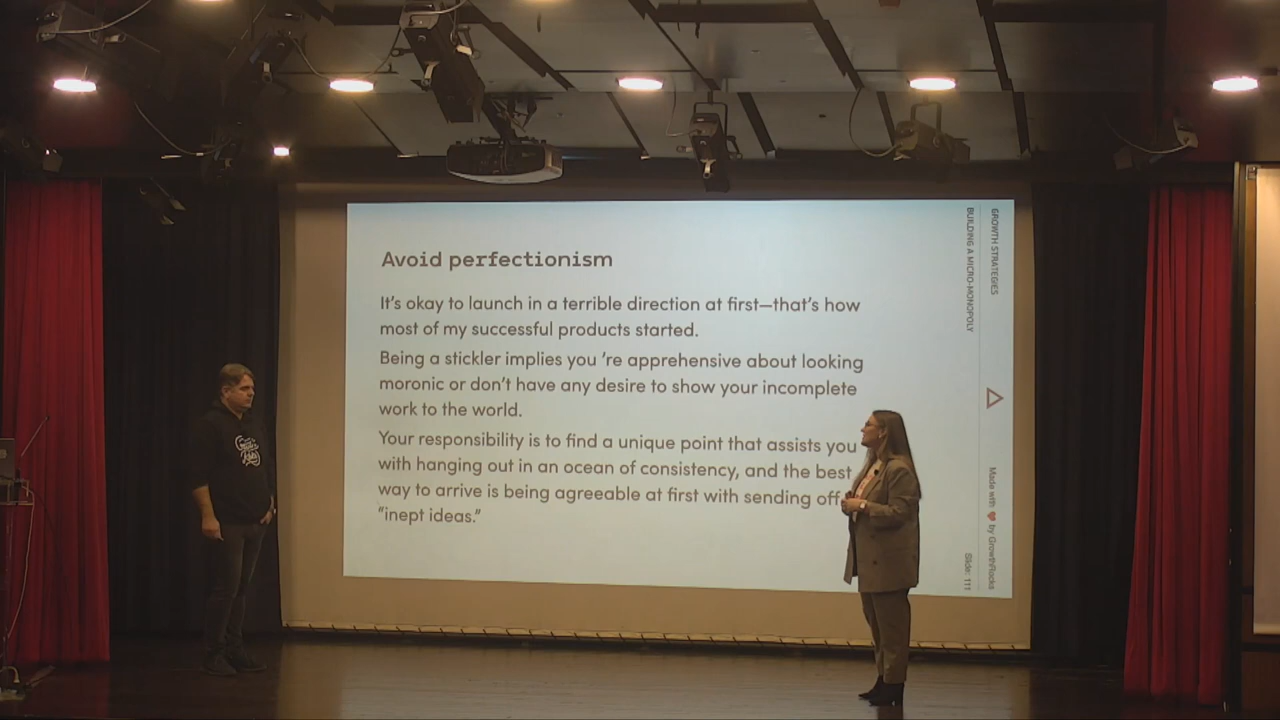 Avoid perfectionism
It's okay to launch in a terrible direction at first—that's how
most of my successful products started.
Being a stickler implies you 're apprehensive about looking
moronic or don't have any desire to show your incomplete
work to the world.
Your responsibility is to find a unique point that assists you
with hanging out in an ocean of consistency, and the best
way to arrive is being agreeable at first with sending off
"inept ideas."
GROWTH STRATEGIES
BUILDING A MICRO-MONOPOLY
Made with ❤ by GrowthRocks
Slide: 111